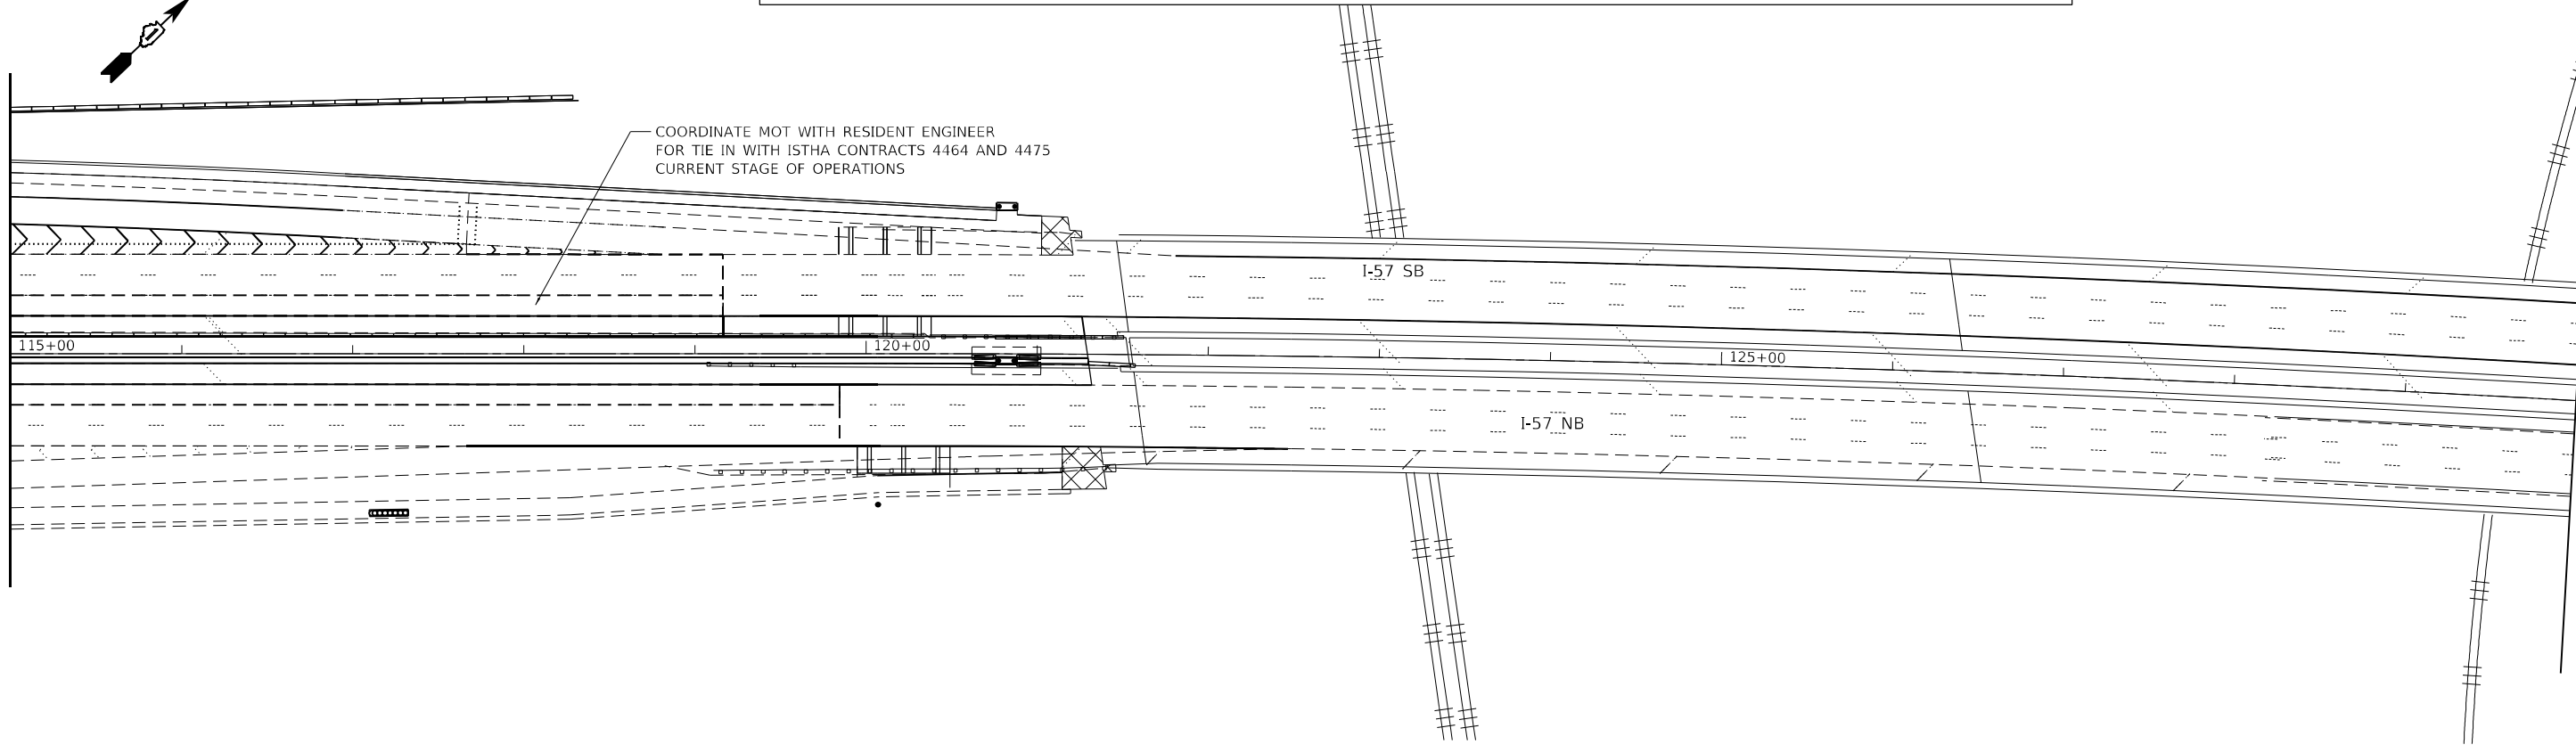 COORDINATE MOT WITH RESIDENT ENGINEER
FOR TIE IN WITH ISTHA CONTRACTS 4464 AND 4475
CURRENT STAGE OF OPERATIONS
I-57 SB
115+00
120+00
125+00
I-57 NB